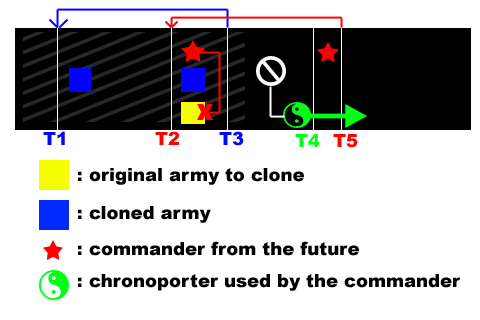 T1 T2 T3 T4 T5
: original army to clone
: cloned army
: commander from the future
: chronoporter used by the commander